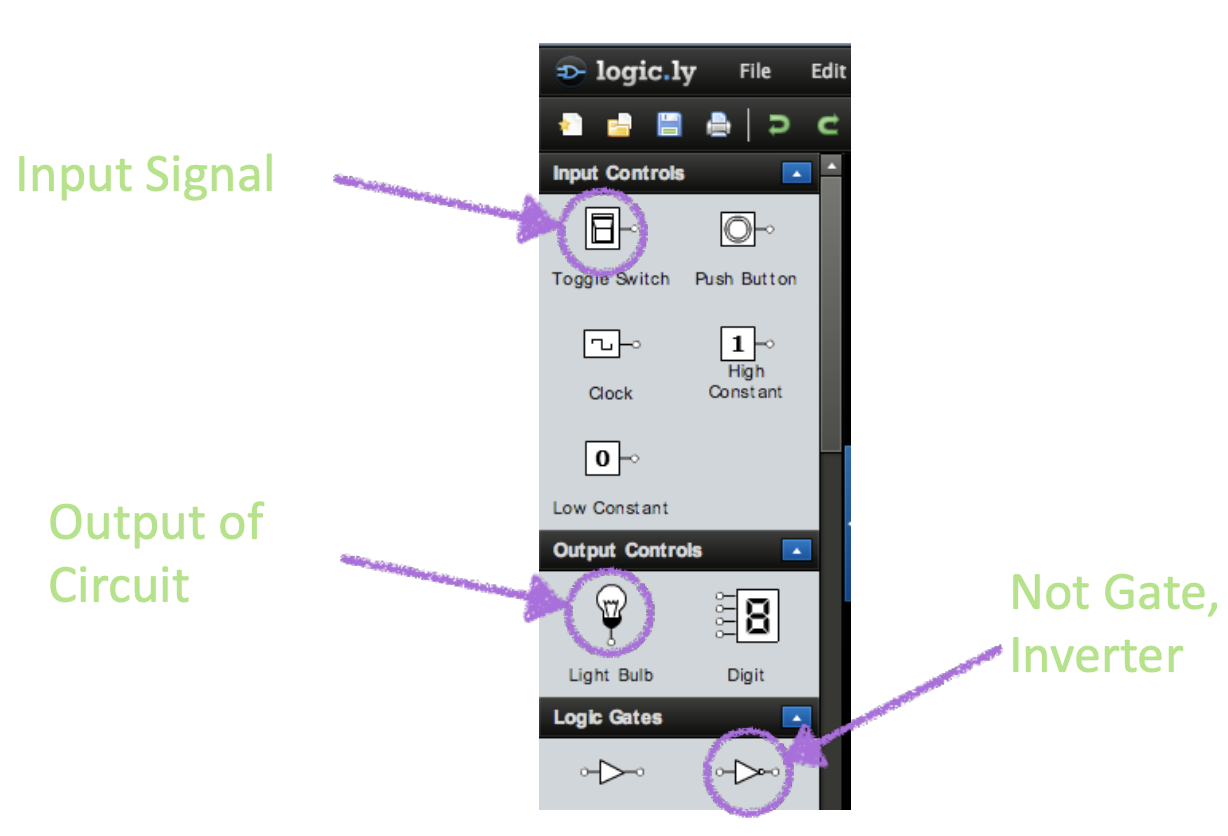 logic.ly File Edit
Input Controls
Input Signal
Toggle Switch Push Button
1
Clock High Constant
0
Low Constant
Output Controls
Output of
Circuit
8
Light Bulb Digit
Not Gate,
Inverter
Logic Gates